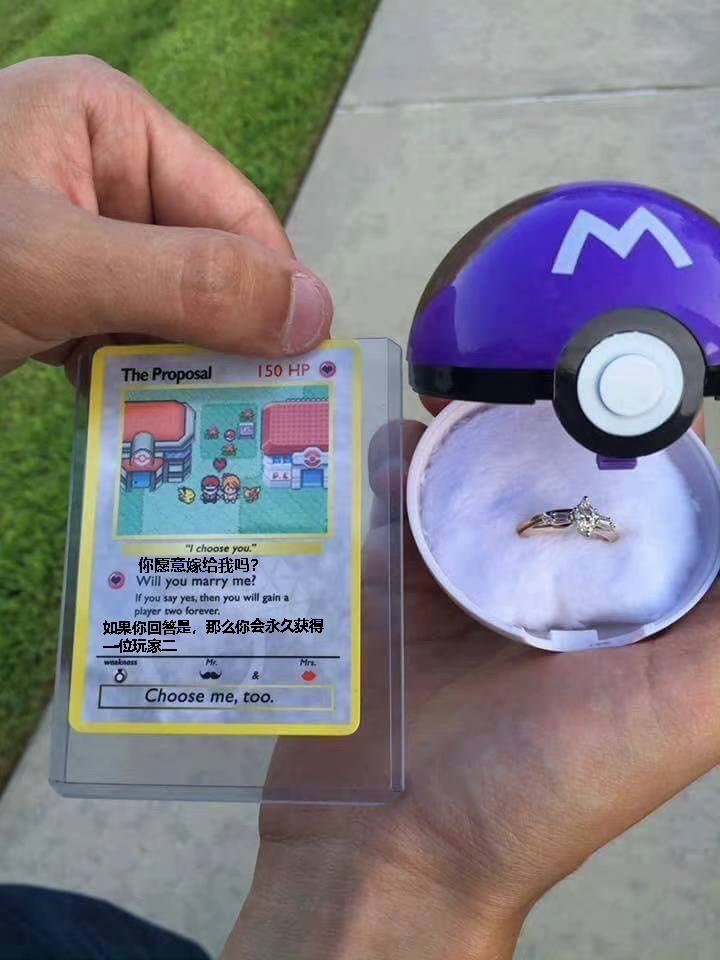 M
The Proposal 150 HP
P.C
"I choose you."
你愿意嫁给我吗?
Will you marry me?
If you say yes, then you will gain a
player two forever.
如果你回答是，那么你会永久获得
一位玩家二
weakness Mr. & Mrs.
Choose me, too.